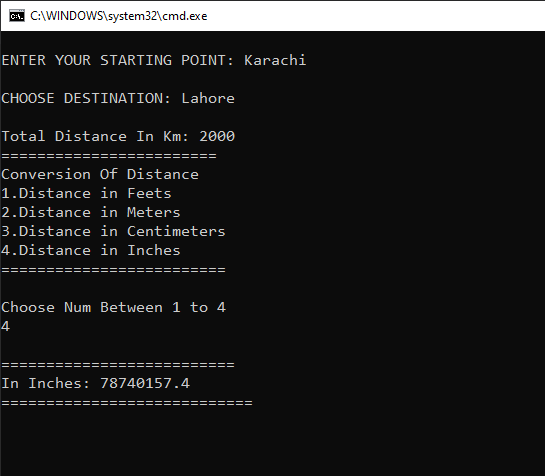 C:\WINDOWS\system32\cmd.exe
ENTER YOUR STARTING POINT: Karachi
CHOOSE DESTINATION: Lahore
Total Distance In Km: 2000
========================
Conversion Of Distance
1.Distance in Feets
2.Distance in Meters
3.Distance in Centimeters
4.Distance in Inches
=========================
Choose Num Between 1 to 4
4
==========================
In Inches: 78740157.4
============================